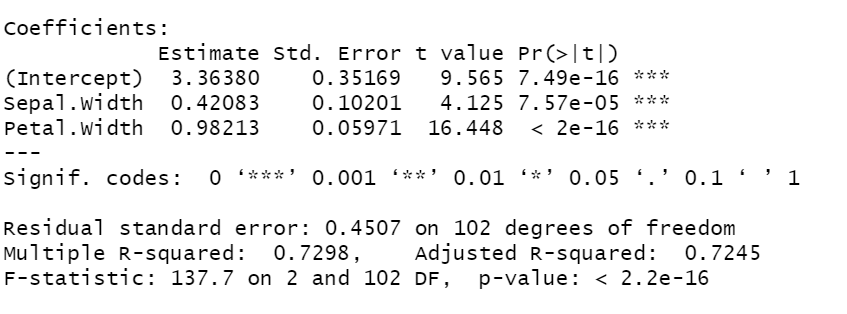 Coefficients:
Estimate Std. Error t value Pr(>|t|)
(Intercept) 3.36380 0.35169 9.565 7.49e-16 ***
Sepal.Width 0.42083 0.10201 4.125 7.57e-05 ***
Petal.Width 0.98213 0.05971 16.448 < 2e-16 ***
---
Signif. codes: 0 ‘***’ 0.001 ‘**’ 0.01 ‘*’ 0.05 ‘.’ 0.1 ‘ ’ 1
Residual standard error: 0.4507 on 102 degrees of freedom
Multiple R-squared: 0.7298, Adjusted R-squared: 0.7245
F-statistic: 137.7 on 2 and 102 DF, p-value: < 2.2e-16